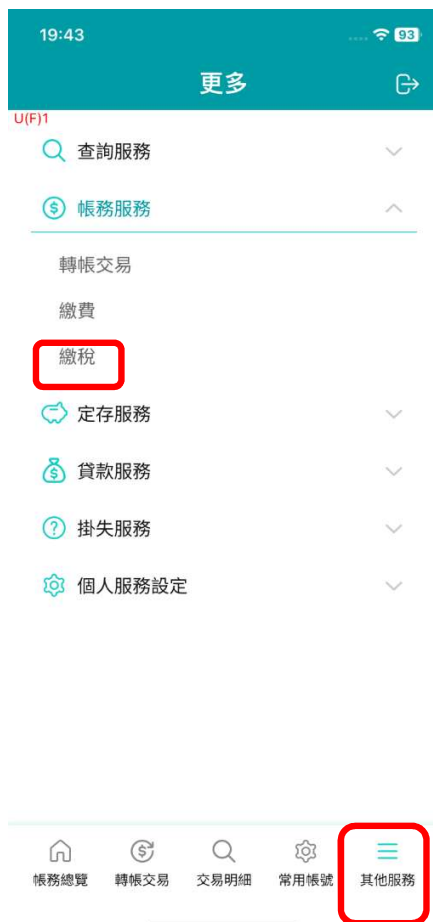 19:43
93
更多
U(F)1
查詢服務
帳務服務
轉帳交易
繳費
繳稅
定存服務
貸款服務
掛失服務
個人服務設定
帳務總覽 轉帳交易 交易明細 常用帳號 其他服務